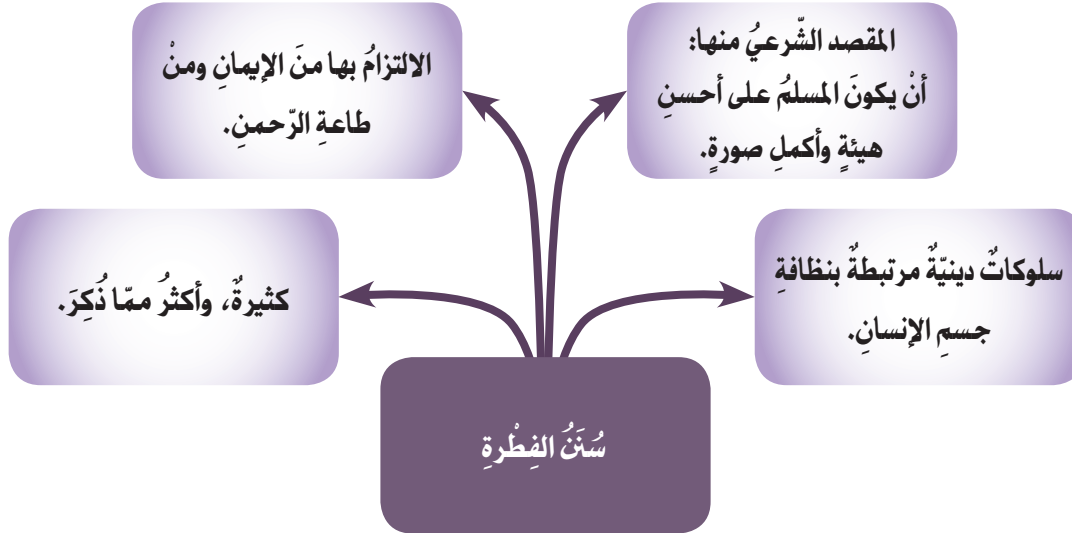 المقصد الشّرعيُ منها:
أنْ يكونَ المسلمُ على أحسنِ
هيئةٍ وأكملِ صورةٍ.
الالتزامُ بها منَ الإيمانِ ومنْ
طاعةِ الرّحمنِ.
سلوكاتٌ دينيّةٌ مرتبطةٌ بنظافةِ
جسمِ الإنسانِ.
كثيرةٌ، وأكثرُ ممّا ذُكِرَ.
سُنَنُ الفِطْرةِ